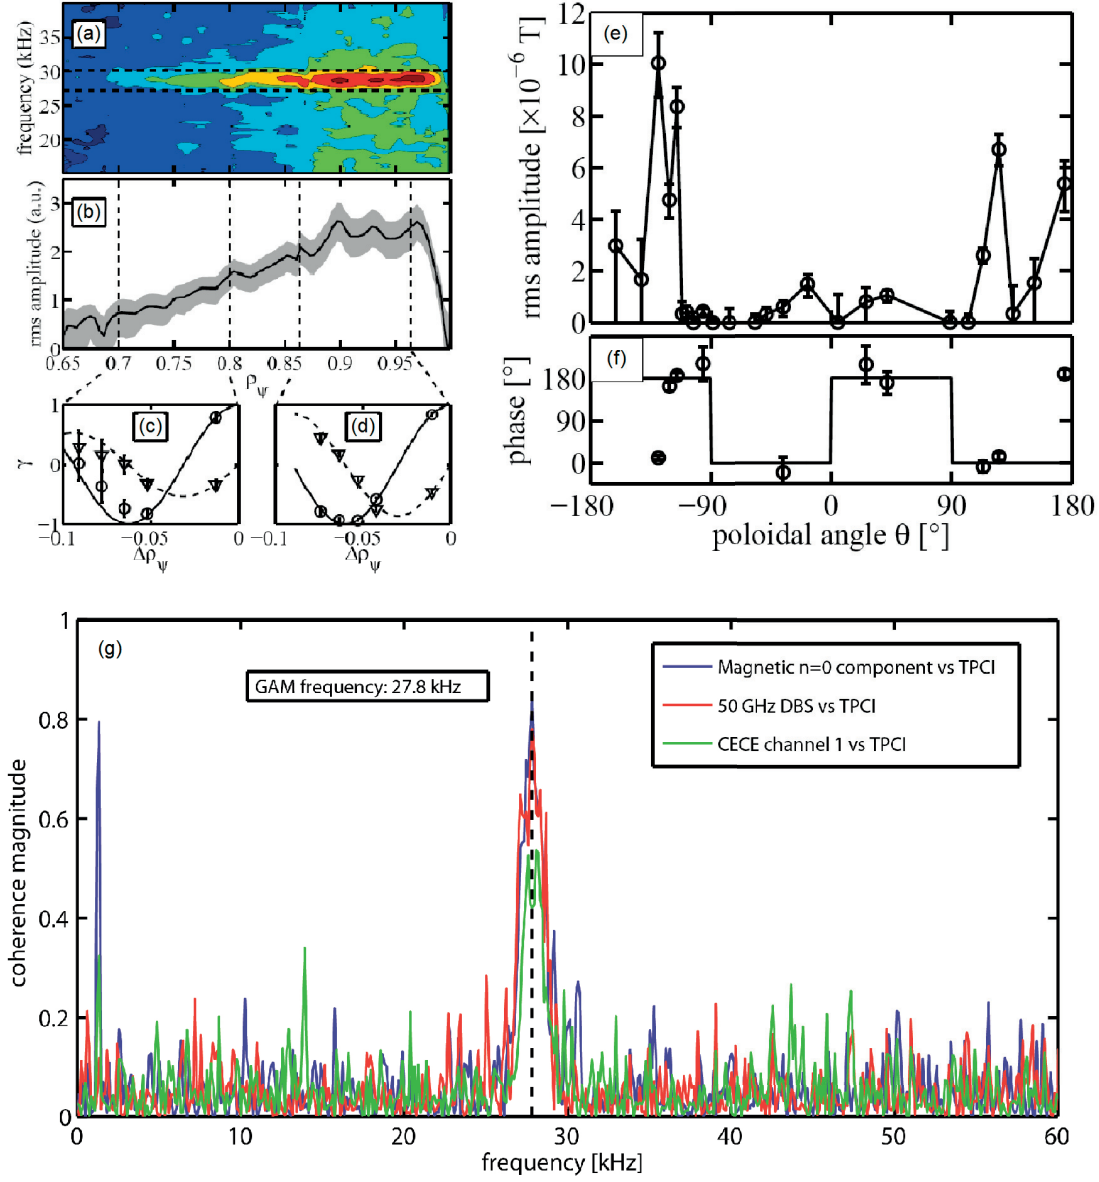 (a)
frequency (kHz)
40
30
20
(b)
rms amplitude (a.u.)
3
2
1
0
0.65 0.7 0.75 0.8 0.85 0.9 0.95
ρψ
(c)
(d)
γ
1
0
-1
-0.1 -0.05 0
-0.1 -0.05 0
Δρψ
Δρψ
(e)
rms amplitude [×10⁻⁶ T]
12
10
8
6
4
2
0
(f)
phase [°]
180
90
0
−180 −90 0 90 180
poloidal angle θ [°]
(g)
coherence magnitude
1
0.8
0.6
0.4
0.2
0
GAM frequency: 27.8 kHz
Magnetic n=0 component vs TPCI
50 GHz DBS vs TPCI
CECE channel 1 vs TPCI
0 10 20 30 40 50 60
frequency [kHz]